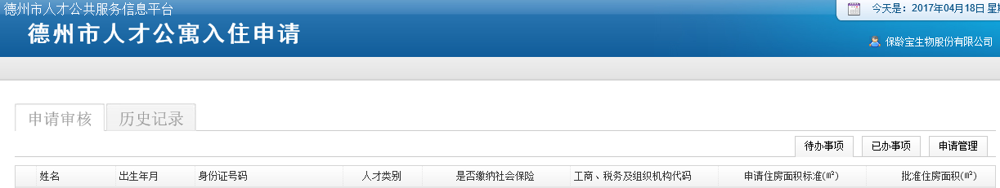 德州市人才公共服务信息平台
今天是：2017年04月18日 星期
德州市人才公寓入住申请
保龄宝生物股份有限公司
申请审核 历史记录
待办事项 已办事项 申请管理
姓名 出生年月 身份证号码 人才类别 是否缴纳社会保险 工商、税务及组织机构代码 申请住房面积标准(㎡) 批准住房面积(㎡)